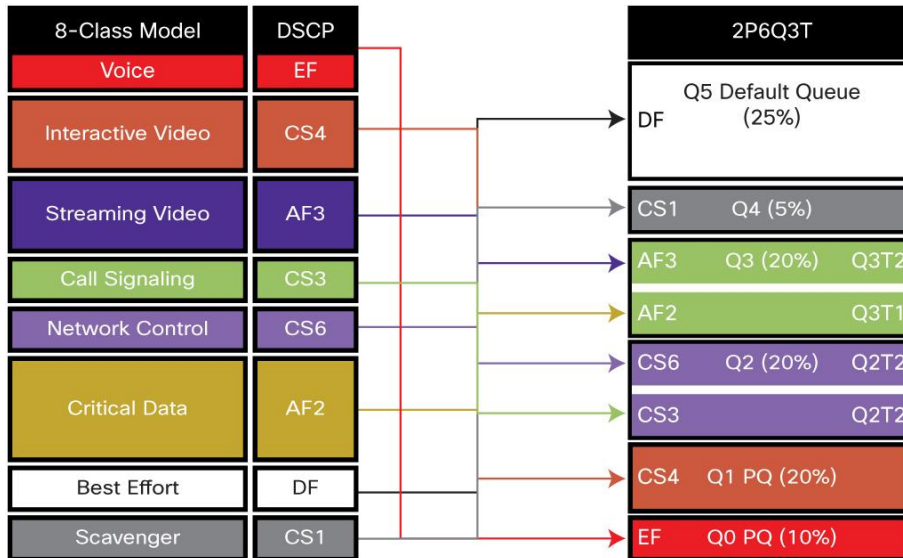 8-Class Model DSCP
Voice EF
Interactive Video CS4
Streaming Video AF3
Call Signaling CS3
Network Control CS6
Critical Data AF2
Best Effort DF
Scavenger CS1
2P6Q3T
Q5 Default Queue
DF (25%)
CS1 Q4 (5%)
AF3 Q3 (20%) Q3T2
AF2 Q3T1
CS6 Q2 (20%) Q2T2
CS3 Q2T2
CS4 Q1 PQ (20%)
EF Q0 PQ (10%)